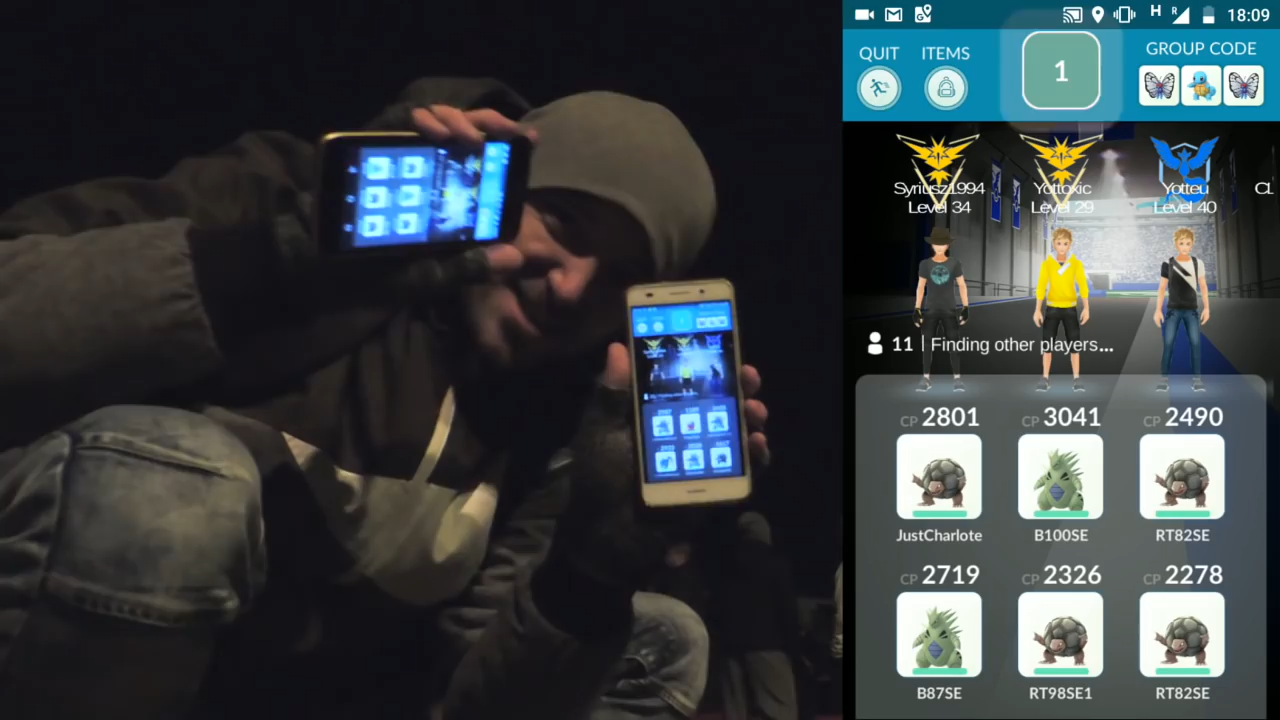 18:09
QUIT ITEMS 1 GROUP CODE
Syriusz1994 Yottoxic Yotteu CL
Level 34 Level 29 Level 40
11 | Finding other players...
CP 2801 CP 3041 CP 2490
JustCharlote B100SE RT82SE
CP 2719 CP 2326 CP 2278
B87SE RT98SE1 RT82SE